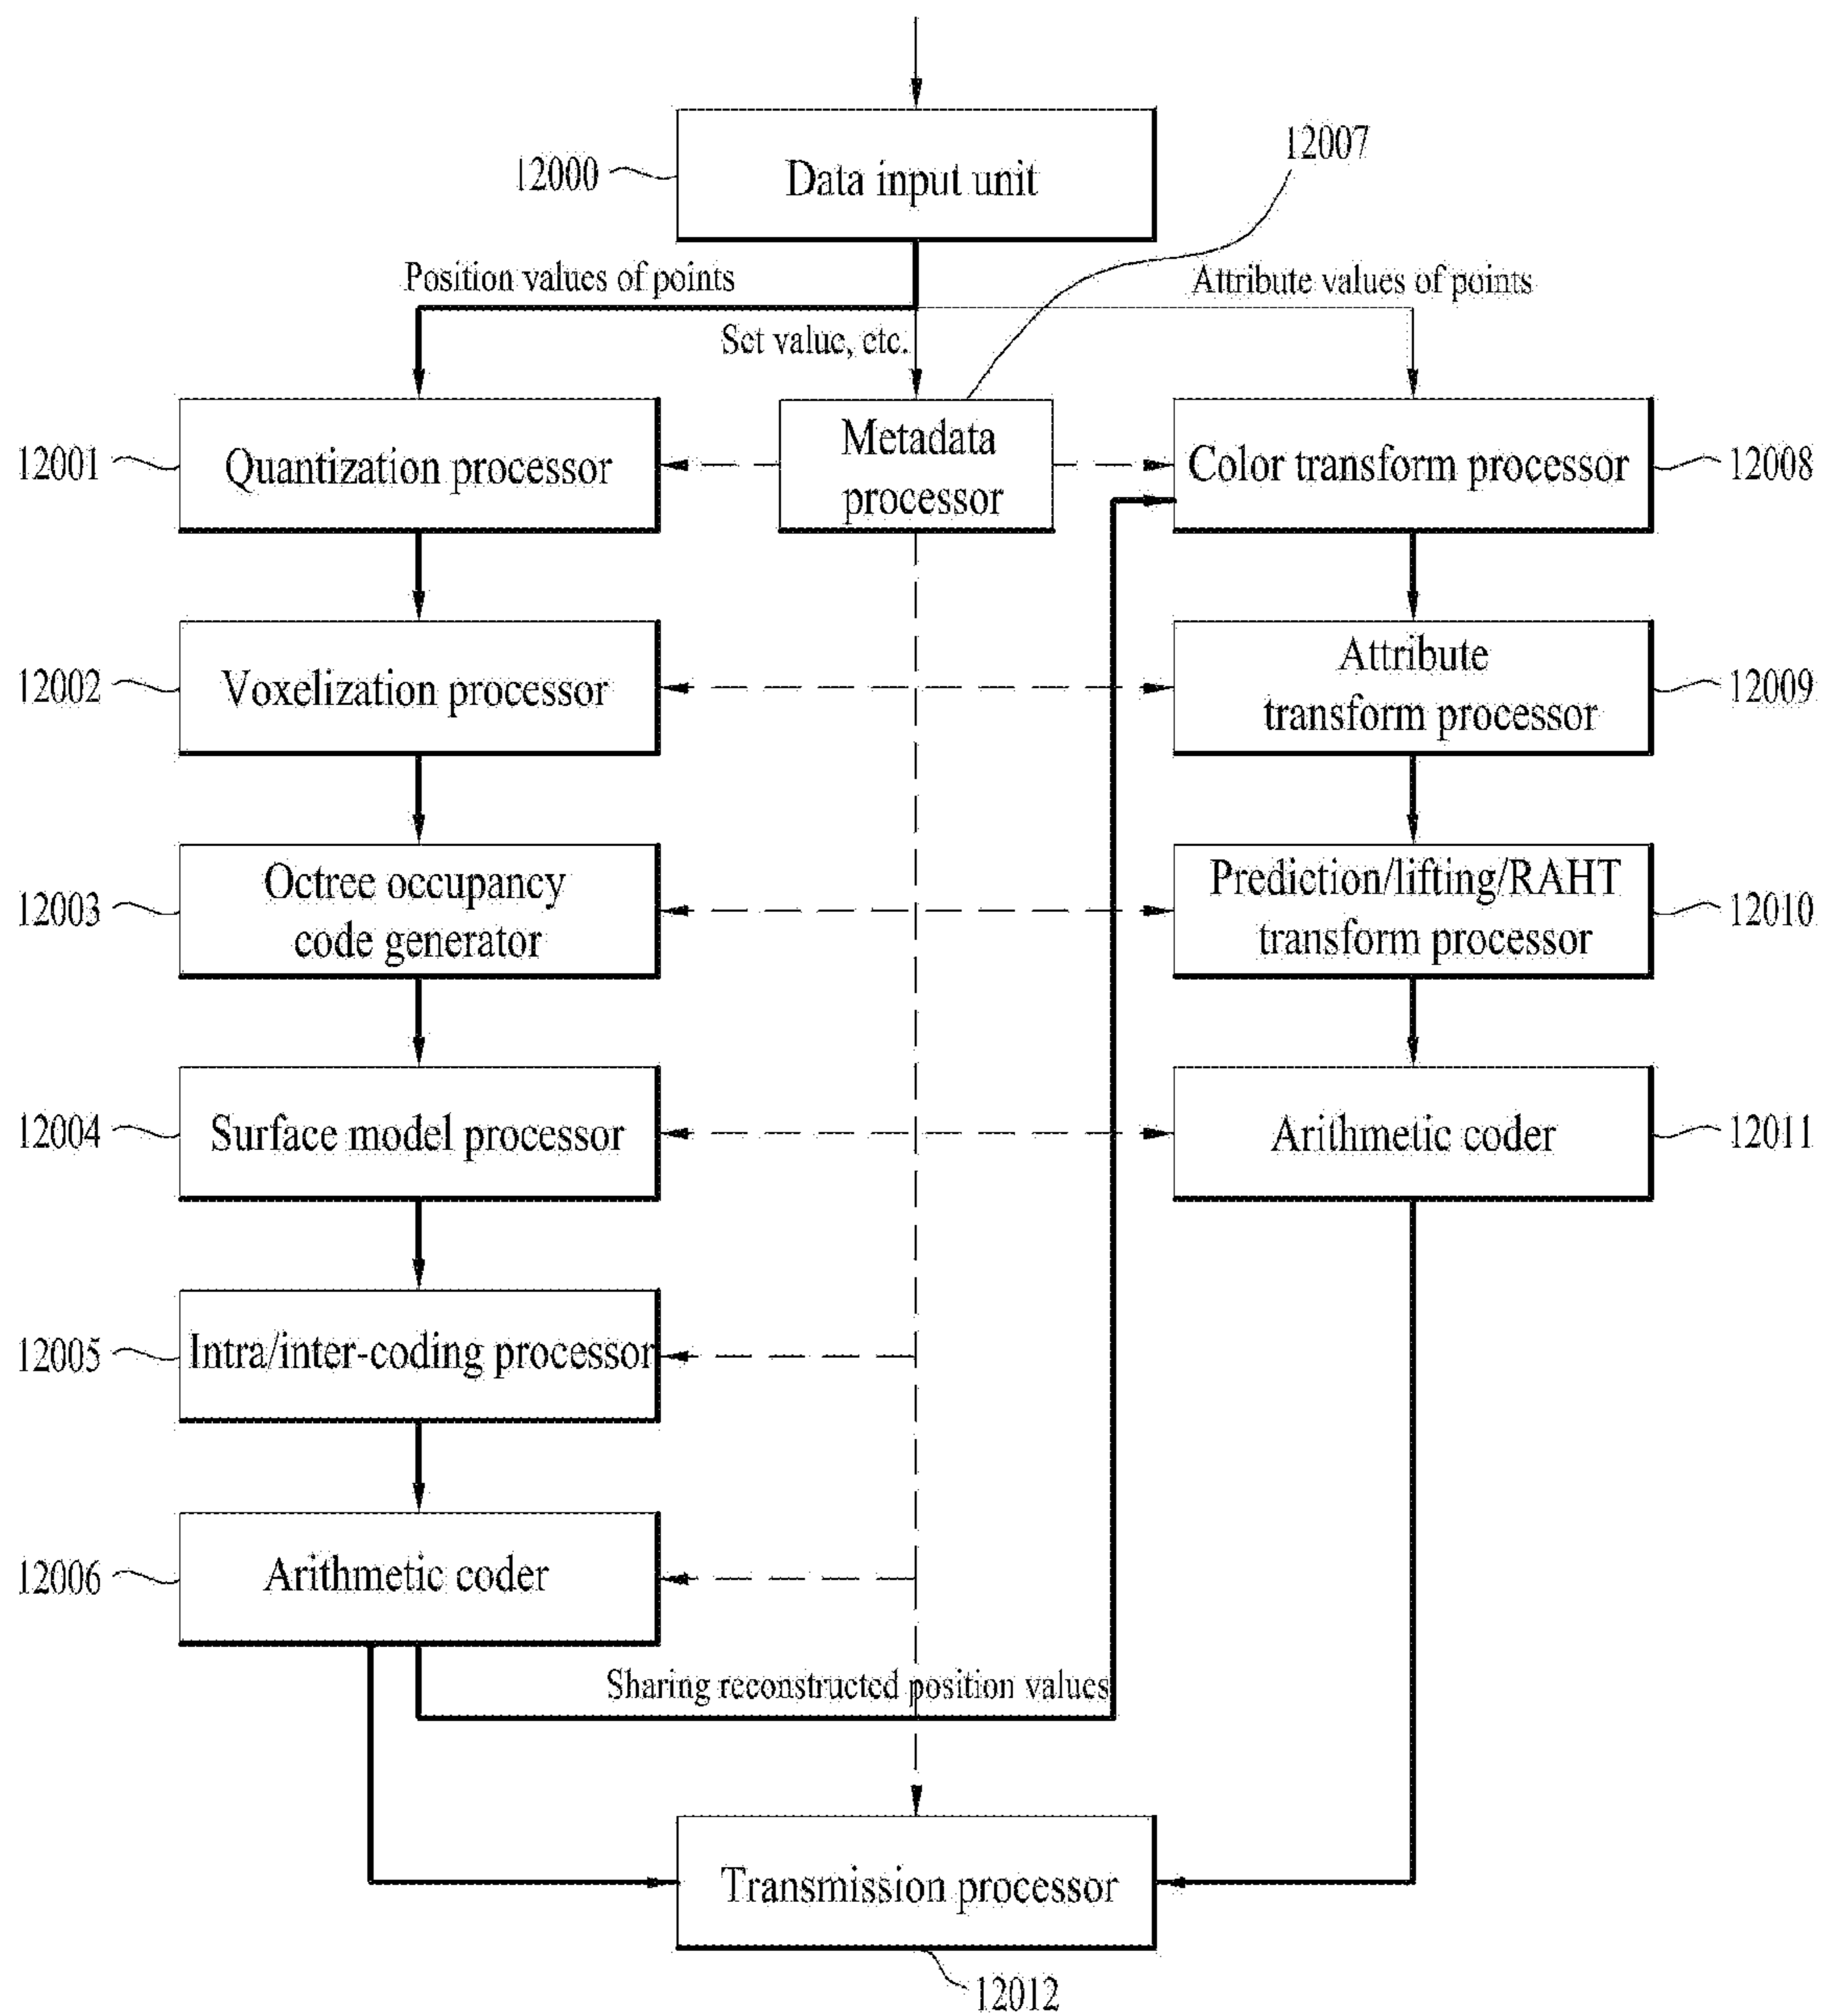 12000
Data input unit
12007
Position values of points
Attribute values of points
Set value, etc.
12001
Quantization processor
Metadata
processor
Color transform processor
12008
12002
Voxelization processor
Attribute
transform processor
12009
12003
Octree occupancy
code generator
Prediction/lifting/RAHT
transform processor
12010
12004
Surface model processor
Arithmetic coder
12011
12005
Intra/inter-coding processor
12006
Arithmetic coder
Sharing reconstructed position values
Transmission processor
12012